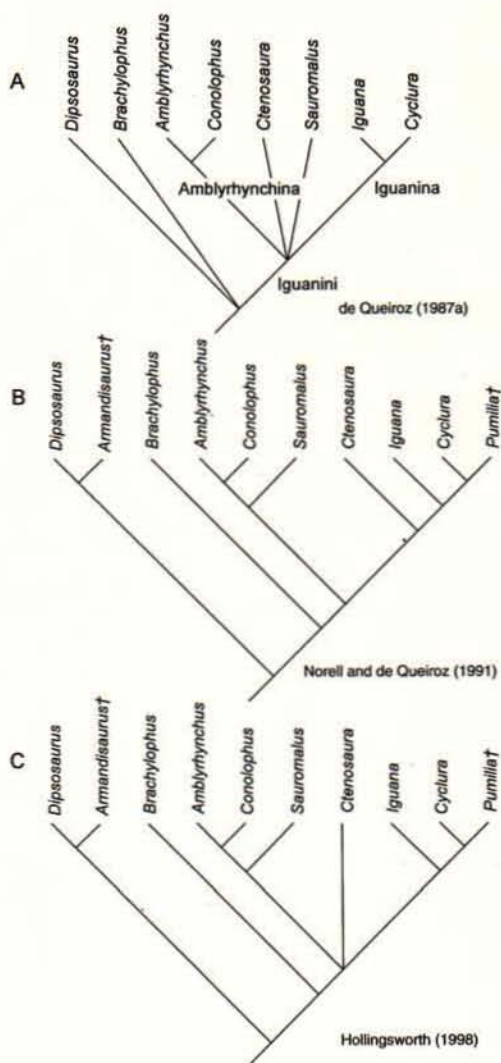 A
Dipsosaurus
Brachylophus
Amblyrhynchus
Conolophus
Ctenosaura
Sauromalus
Iguana
Cyclura
Amblyrhynchina
Iguanina
Iguanini
de Queiroz (1987a)
B
Dipsosaurus
Armandisaurus†
Brachylophus
Amblyrhynchus
Conolophus
Sauromalus
Ctenosaura
Iguana
Cyclura
Pumilla†
Norell and de Queiroz (1991)
C
Dipsosaurus
Armandisaurus†
Brachylophus
Amblyrhynchus
Conolophus
Sauromalus
Ctenosaura
Iguana
Cyclura
Pumilla†
Hollingsworth (1998)